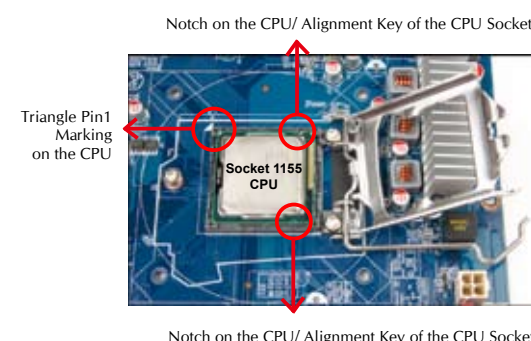 Notch on the CPU/ Alignment Key of the CPU Socket
Triangle Pin1
Marking
on the CPU
Socket 1155
CPU
Notch on the CPU/ Alignment Key of the CPU Socket